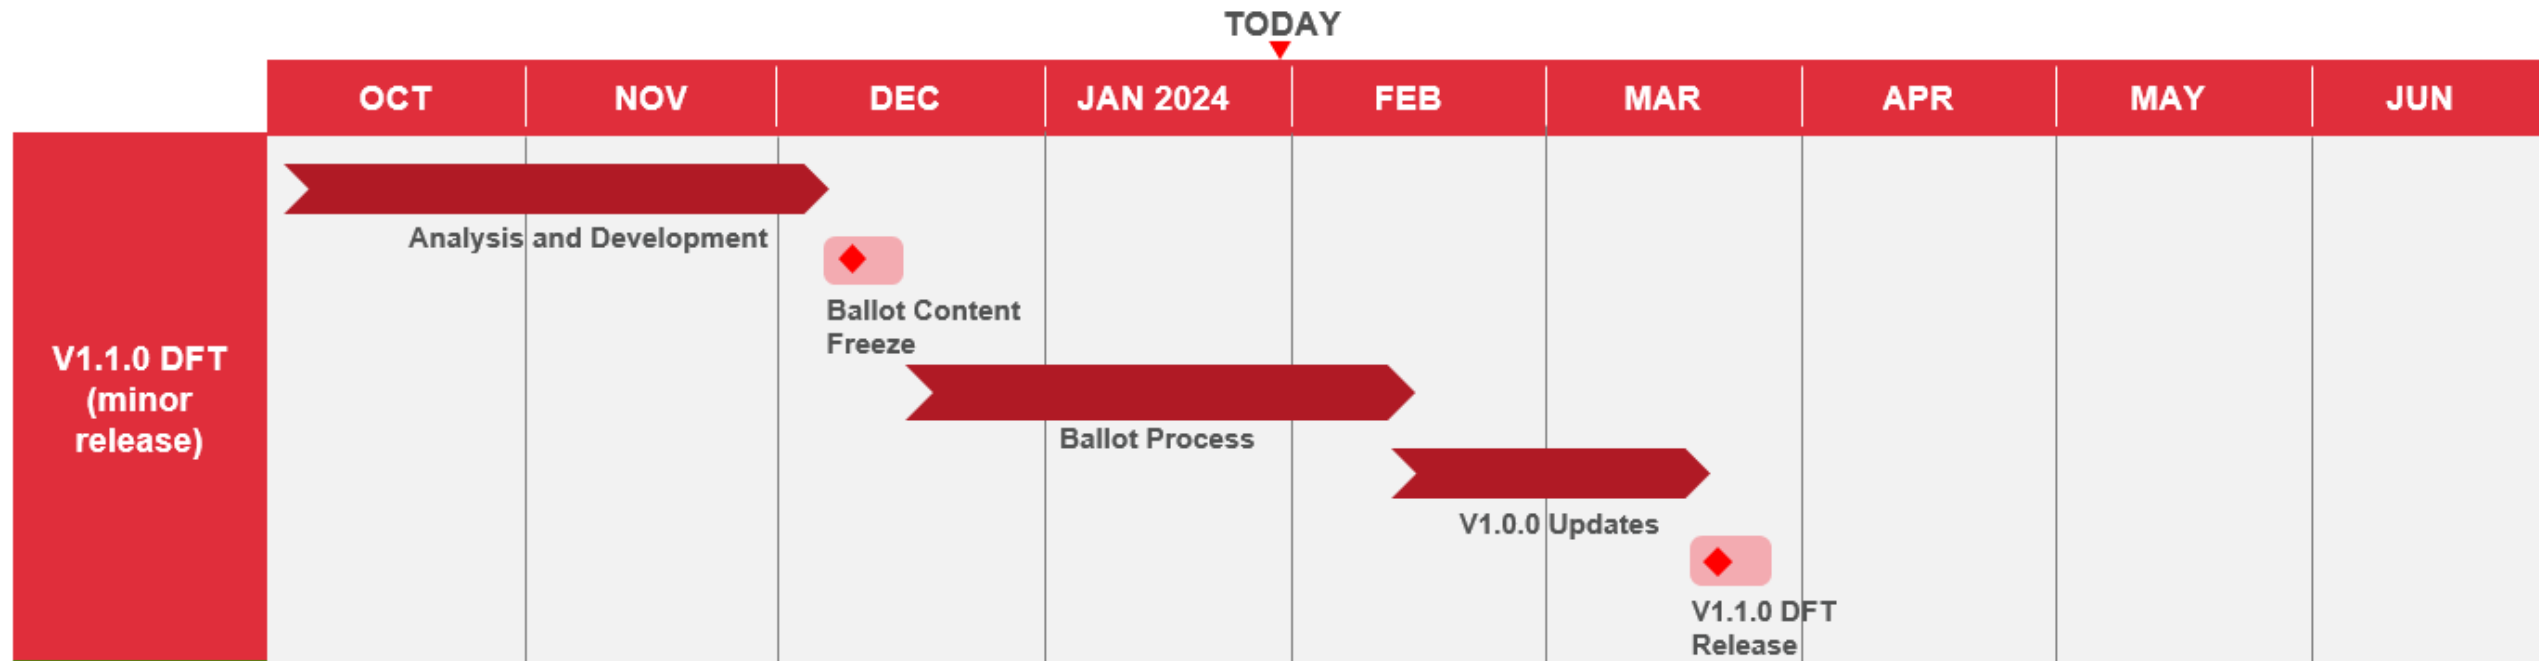 TODAY
OCT NOV DEC JAN 2024 FEB MAR APR MAY JUN
V1.1.0 DFT
(minor
release)
Analysis and Development
Ballot Content
Freeze
Ballot Process
V1.0.0 Updates
V1.1.0 DFT
Release